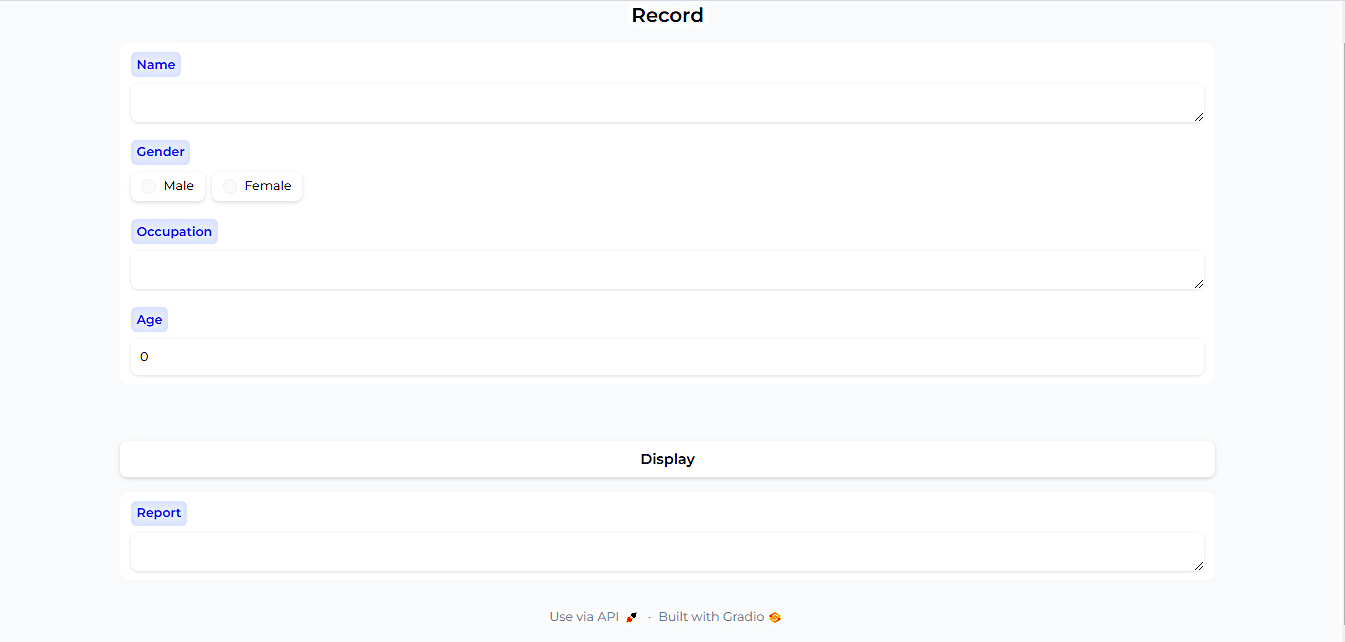 Record
Name
Gender
Male Female
Occupation
Age
0
Display
Report
Use via API · Built with Gradio